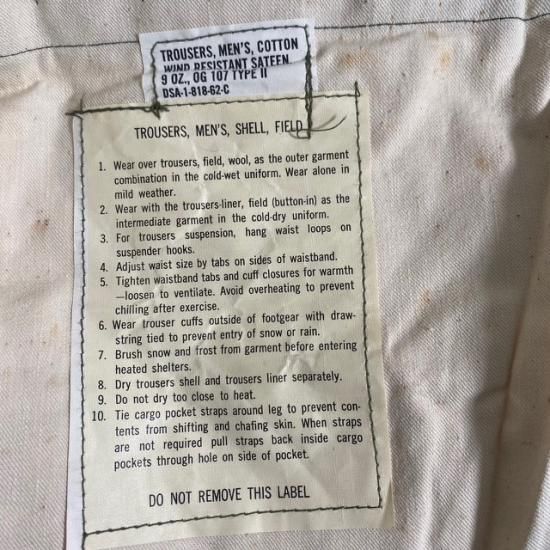 TROUSERS, MEN'S, COTTON
WIND RESISTANT SATEEN
9 OZ., OG 107 TYPE II
DSA-1-818-62-C
TROUSERS, MEN'S, SHELL, FIELD
1. Wear over trousers, field, wool, as the outer garment
combination in the cold-wet uniform. Wear alone in
mild weather.
2. Wear with the trousers-liner, field (button-in) as the
intermediate garment in the cold-dry uniform.
3. For trousers suspension, hang waist loops on
suspender hooks.
4. Adjust waist size by tabs on sides of waistband.
5. Tighten waistband tabs and cuff closures for warmth
—loosen to ventilate. Avoid overheating to prevent
chilling after exercise.
6. Wear trouser cuffs outside of footgear with draw-
string tied to prevent entry of snow or rain.
7. Brush snow and frost from garment before entering
heated shelters.
8. Dry trousers shell and trousers liner separately.
9. Do not dry too close to heat.
10. Tie cargo pocket straps around leg to prevent con-
tents from shifting and chafing skin. When straps
are not required pull straps back inside cargo
pockets through hole on side of pocket.
DO NOT REMOVE THIS LABEL